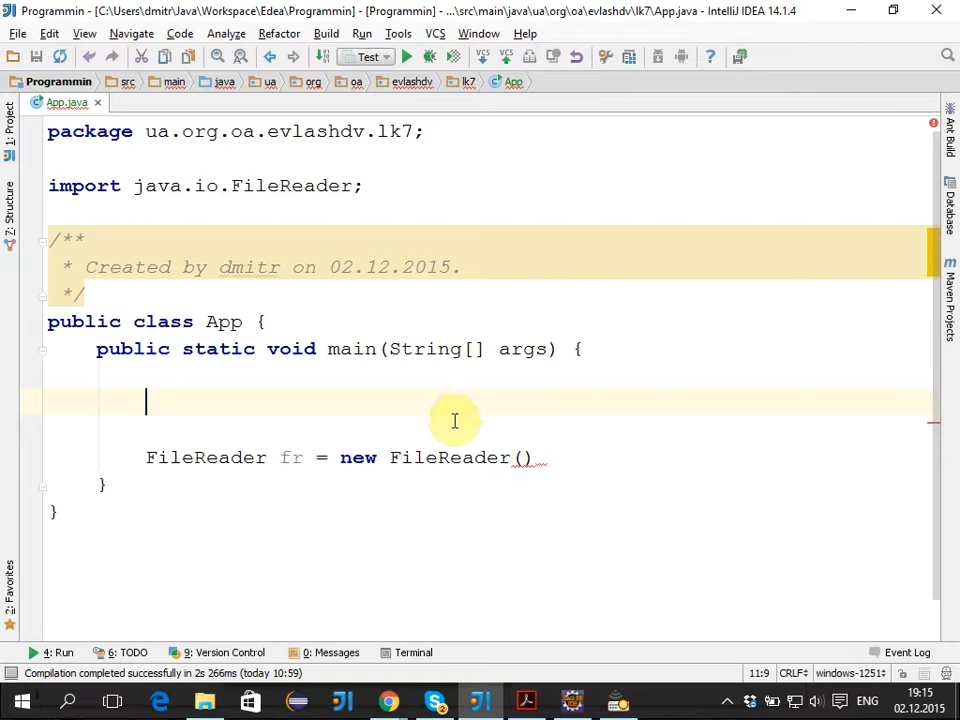 Programmin - [C:\Users\dmitr\Java\Workspace\Edea\Programmin] - [Programmin] - ...\src\main\java\ua\org\oa\evlashdv\lk7\App.java - IntelliJ IDEA 14.1.4
File Edit View Navigate Code Analyze Refactor Build Run Tools VCS Window Help
Test
Programmin src main java ua org oa evlashdv lk7 App
App.java
package ua.org.oa.evlashdv.lk7;
import java.io.FileReader;
/**
* Created by dmitr on 02.12.2015.
*/
public class App {
public static void main(String[] args) {
FileReader fr = new FileReader()
}
}
1: Project
7: Structure
2: Favorites
Ant Build
Database
Maven Projects
4: Run 6: TODO 9: Version Control 0: Messages Terminal Event Log
Compilation completed successfully in 2s 266ms (today 10:59) 11:9 CRLF÷ windows-1251÷
ENG
19:15
02.12.2015